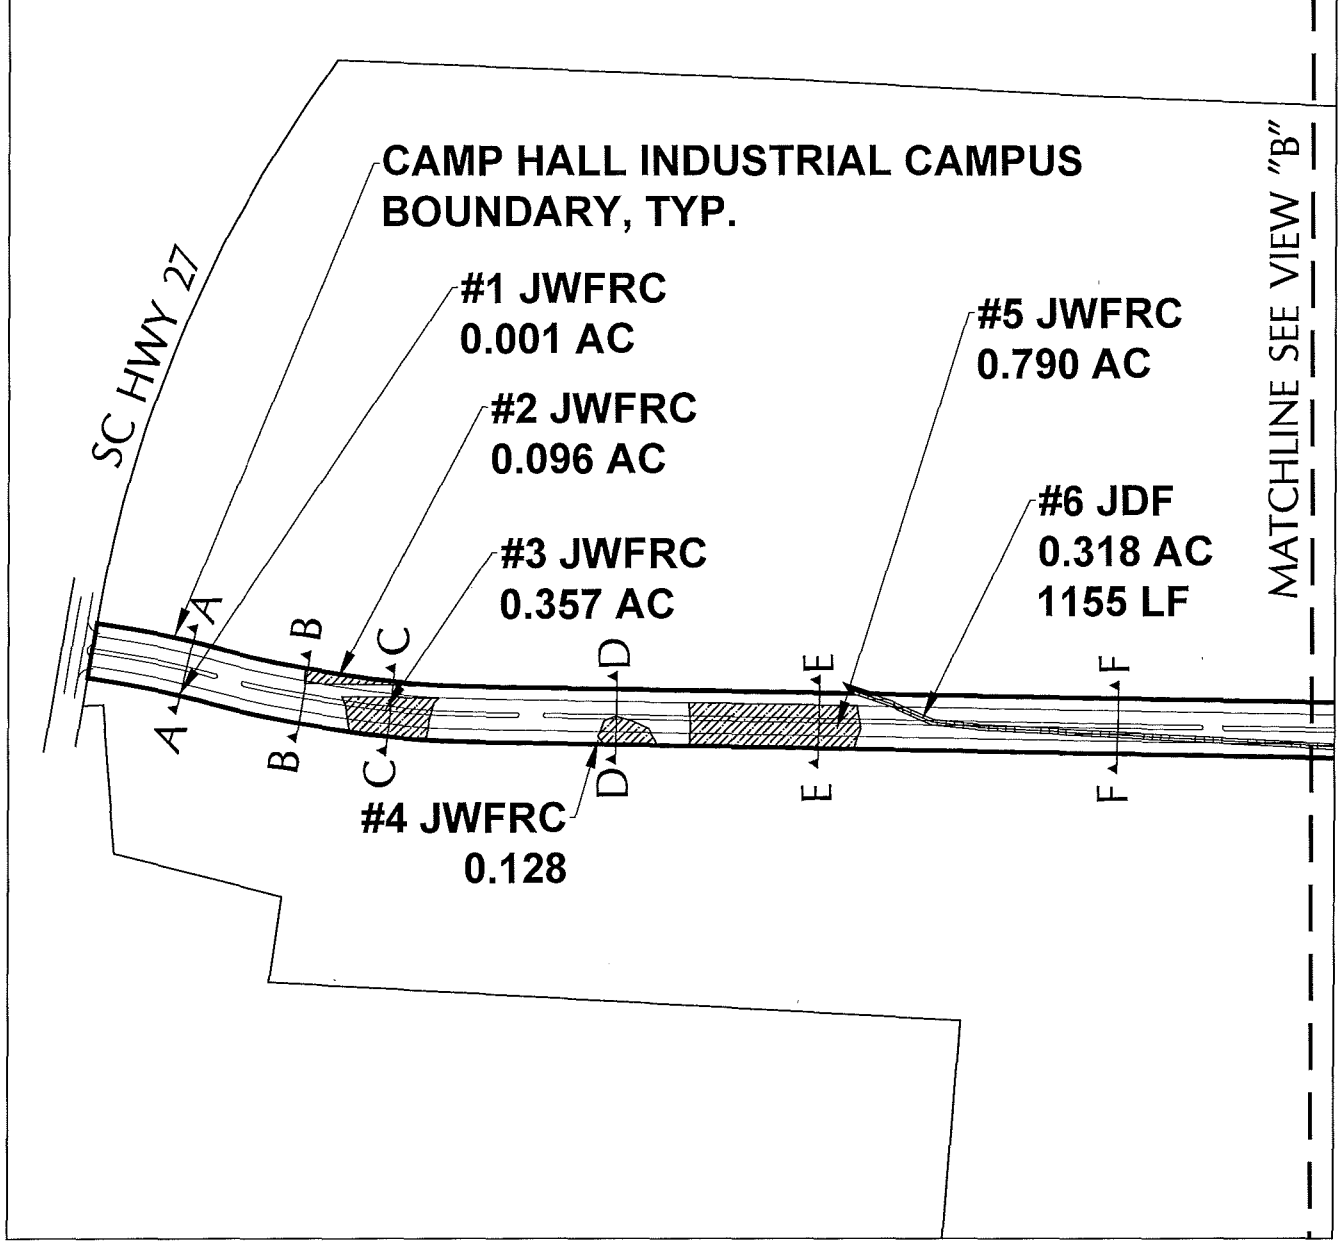 CAMP HALL INDUSTRIAL CAMPUS
BOUNDARY, TYP.
SC HWY 27
#1 JWFRC
0.001 AC
#2 JWFRC
0.096 AC
#3 JWFRC
0.357 AC
#5 JWFRC
0.790 AC
#6 JDF
0.318 AC
1155 LF
MATCHLINE SEE VIEW "B"
A
B
C
D
E
F
A
B
C
D
E
F
#4 JWFRC
0.128